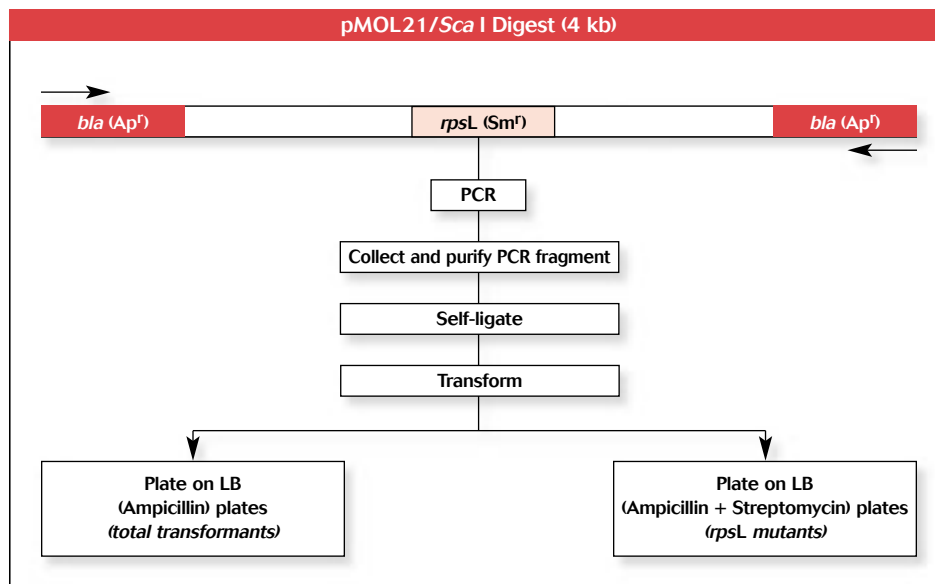 pMOL21/Sca I Digest (4 kb)
bla (Apʳ)
rpsL (Smʳ)
bla (Apʳ)
PCR
Collect and purify PCR fragment
Self-ligate
Transform
Plate on LB
(Ampicillin) plates
(total transformants)
Plate on LB
(Ampicillin + Streptomycin) plates
(rpsL mutants)